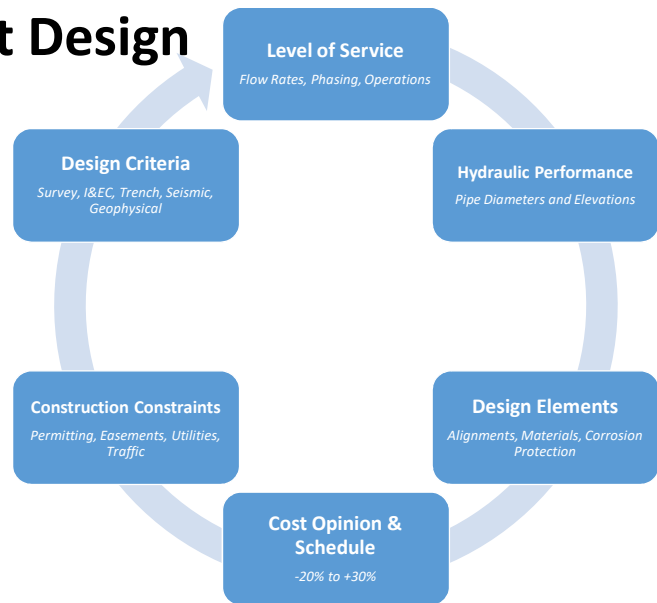 t Design
Level of Service
Flow Rates, Phasing, Operations
Hydraulic Performance
Pipe Diameters and Elevations
Design Elements
Alignments, Materials, Corrosion
Protection
Cost Opinion &
Schedule
-20% to +30%
Construction Constraints
Permitting, Easements, Utilities,
Traffic
Design Criteria
Survey, I&EC, Trench, Seismic,
Geophysical